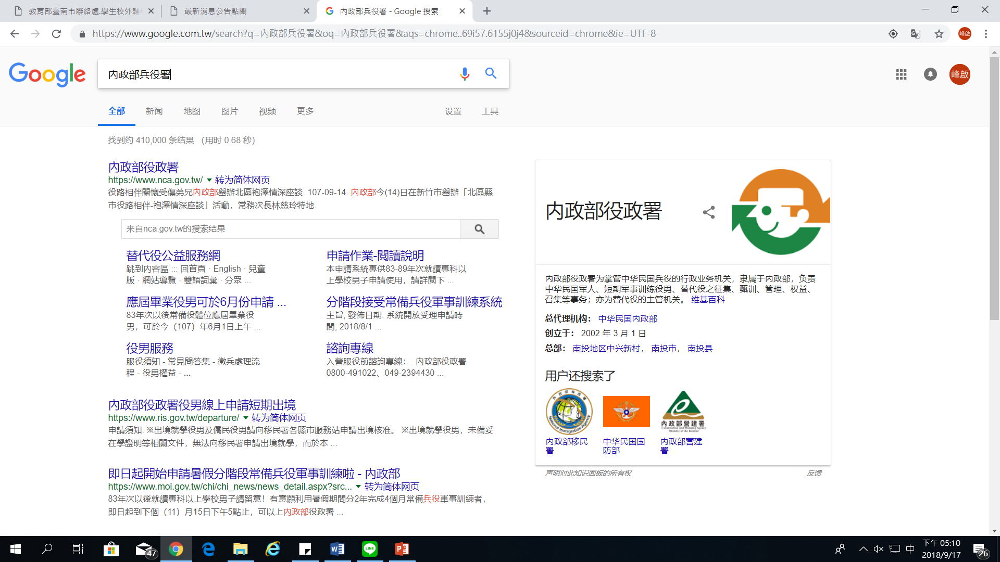 教育部臺南市聯絡處.學生校外輔
最新消息公告點閱
內政部兵役署 - Google 搜索
https://www.google.com.tw/search?q=內政部兵役署&oq=內政部兵役署&aqs=chrome..69i57.6155j0j4&sourceid=chrome&ie=UTF-8
峰啟
Google
內政部兵役署
峰啟
全部 新闻 地图 图片 视频 更多 设置 工具
找到约 410,000 条结果 （用时 0.68 秒）
內政部役政署
https://www.nca.gov.tw/ 转为简体网页
役路相伴關懷受傷弟兄內政部舉辦北區袍澤情深座談. 107-09-14. 內政部今(14)日在新竹市舉辦「北區縣
市役路相伴-袍澤情深座談」活動，常務次長林慈玲特地.
来自nca.gov.tw的搜索结果
替代役公益服務網
跳到內容區 ::: 回首頁 · English · 兒童
版 · 網站導覽 · 雙語詞彙 · 分眾 ...
申請作業-閱讀說明
本申請系統專供83-89年次就讀專科以
上學校男子申請使用，請詳閱下 ...
應屆畢業役男可於6月份申請 ...
83年次以後常備役體位應屆畢業役
男，可於今（107）年6月1日上午 ...
分階段接受常備兵役軍事訓練系統
主旨, 發佈日期. 系統開放受理申請時
間, 2018/8/1 ...
役男服務
服役須知 - 常見問答集 - 徵兵處理流
程 - 役男權益 - ...
諮詢專線
入營服役前諮詢專線：. 內政部役政署
0800-491022、049-2394430 ...
內政部役政署役男線上申請短期出境
https://www.ris.gov.tw/departure/ 转为简体网页
申請須知. ※出境就學役男及僑民役男請向移民署各縣市服務站申請出境核准。 ※出境就學役男，未備妥
在學證明等相關文件，無法向移民署申請出境就學，而於本 ...
即日起開始申請暑假分階段常備兵役軍事訓練啦 - 內政部
https://www.moi.gov.tw/chi/chi_news/news_detail.aspx?src... 转为简体网页
83年次以後就讀專科以上學校男子請留意！有意願利用暑假期間分2年完成4個月常備兵役軍事訓練者，
即日起到下個（11）月15日下午5點止，可以上內政部役政署 ...
内政部役政署
内政部役政署为掌管中华民国兵役的行政业务机关，隶属于内政部，负责
中华民国军人、短期军事训练役男、替代役之征集、甄训、管理、权益、
召集等事务；亦为替代役的主管机关。 维基百科
总代理机构： 中华民国内政部
创立于： 2002 年 3 月 1 日
总部： 南投地区中兴新村， 南投市， 南投县
用户还搜索了
內政部移民署
National Immigration Agency
內政部營建署
Construction and Planning Agency
Ministry of the Interior
内政部移民
署
中华民国国
防部
内政部营建
署
声明对此知识面板的所有权
反馈
47
LINE
中
下午 05:10
2018/9/17
26